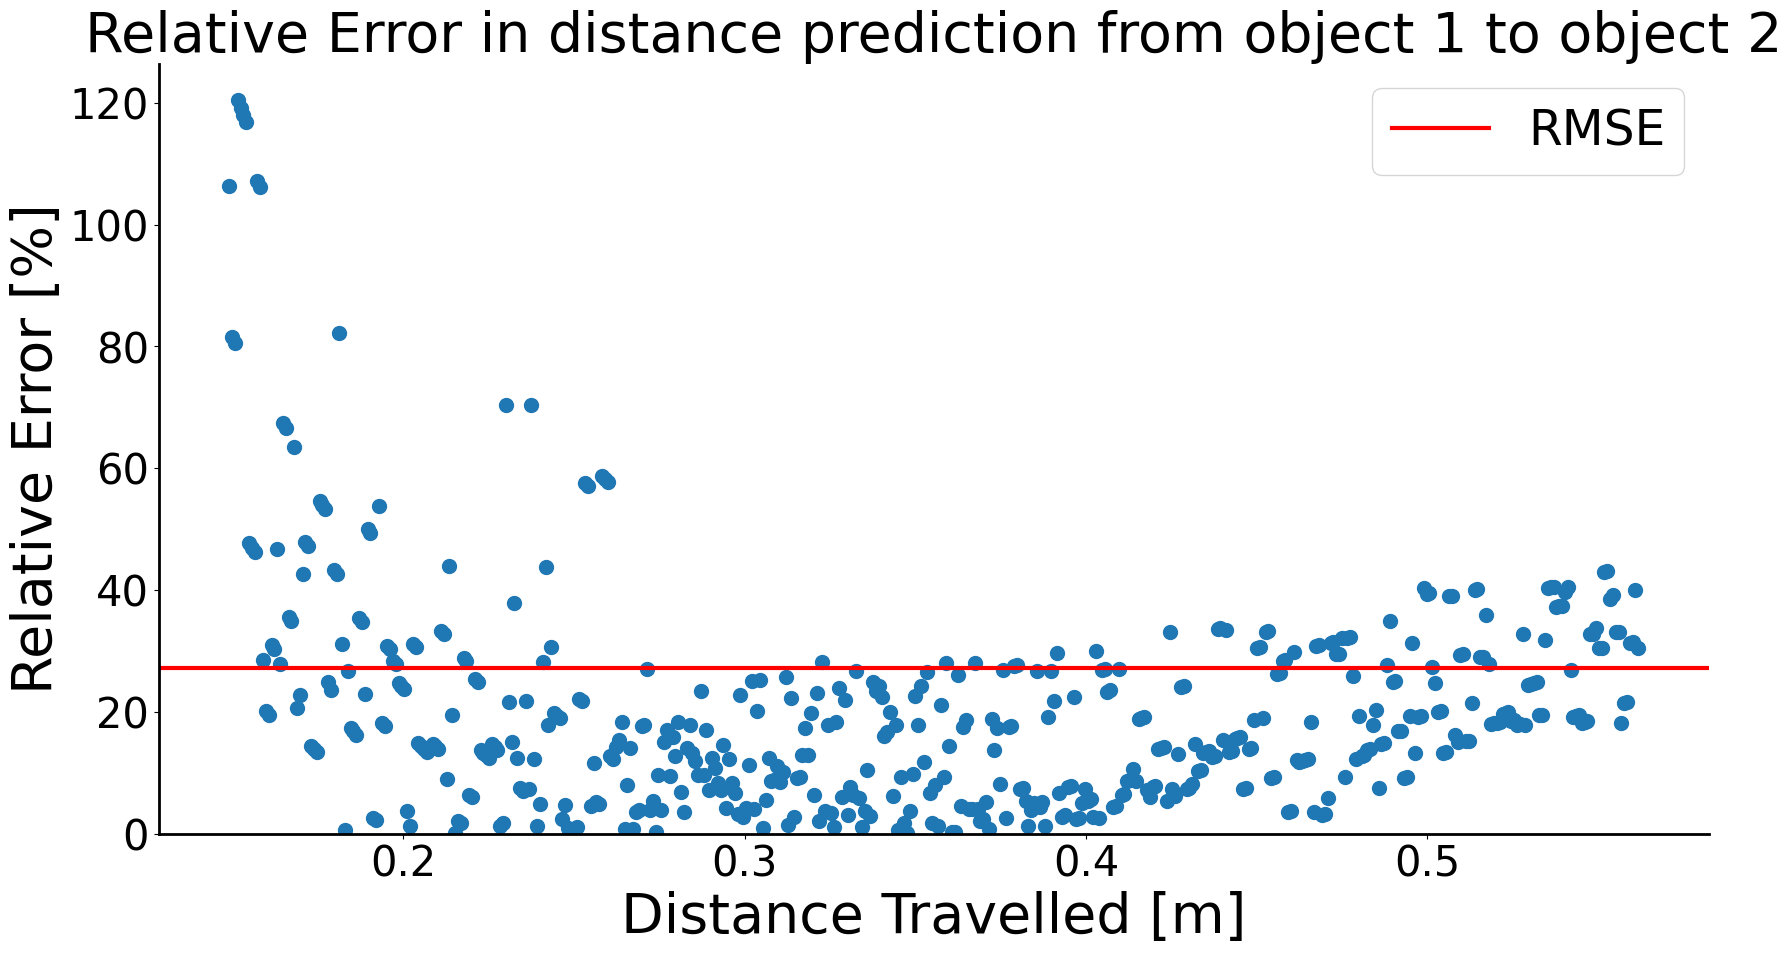 Relative Error in distance prediction from object 1 to object 2
RMSE
Relative Error [%]
120
100
80
60
40
20
0
0.2
0.3
0.4
0.5
Distance Travelled [m]